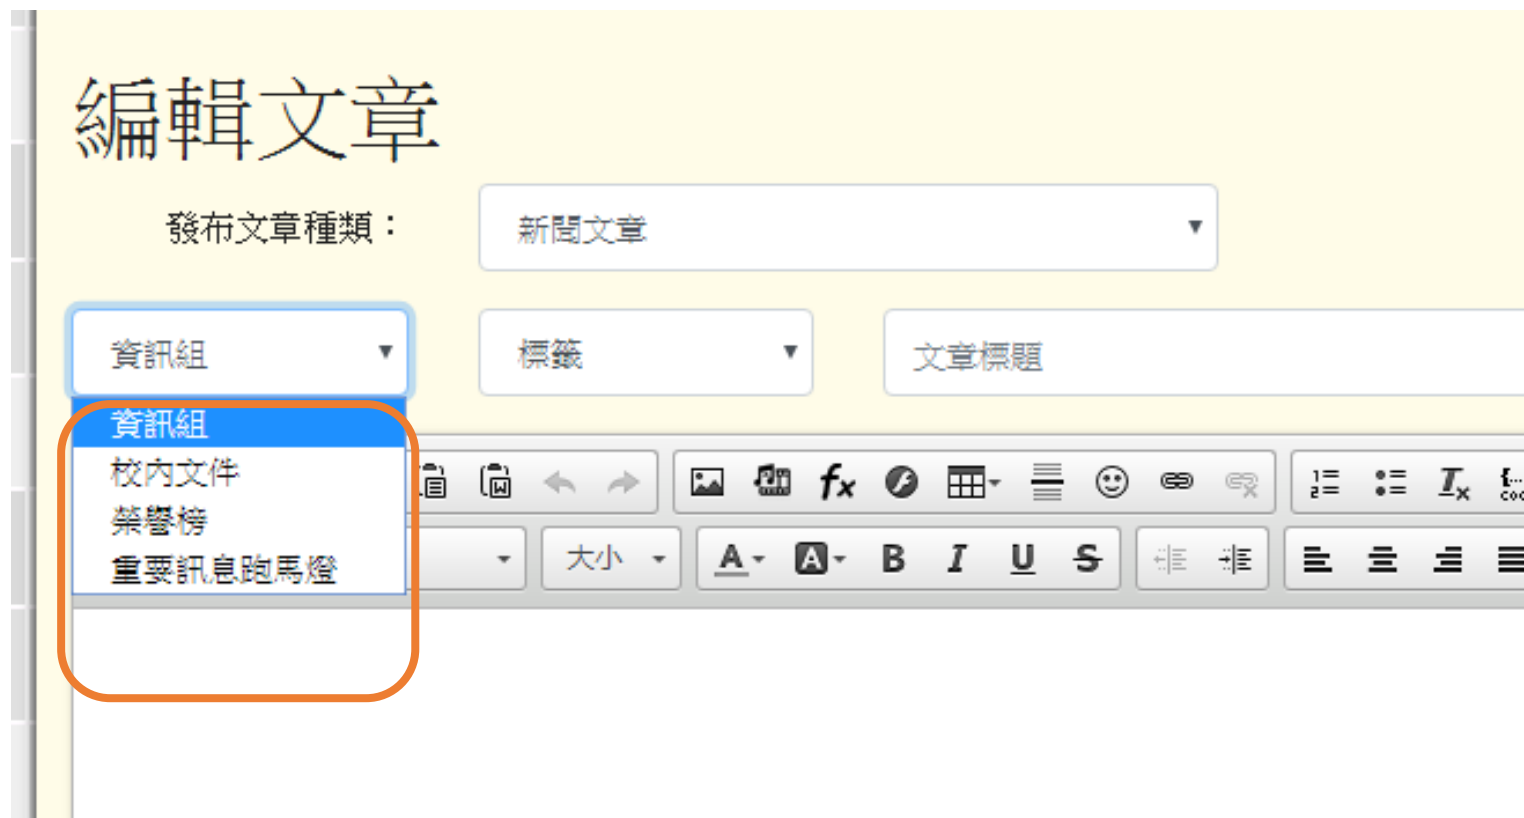 編輯文章
發布文章種類：
新聞文章
資訊組
標籤
文章標題
資訊組
校內文件
榮譽榜
重要訊息跑馬燈
大小